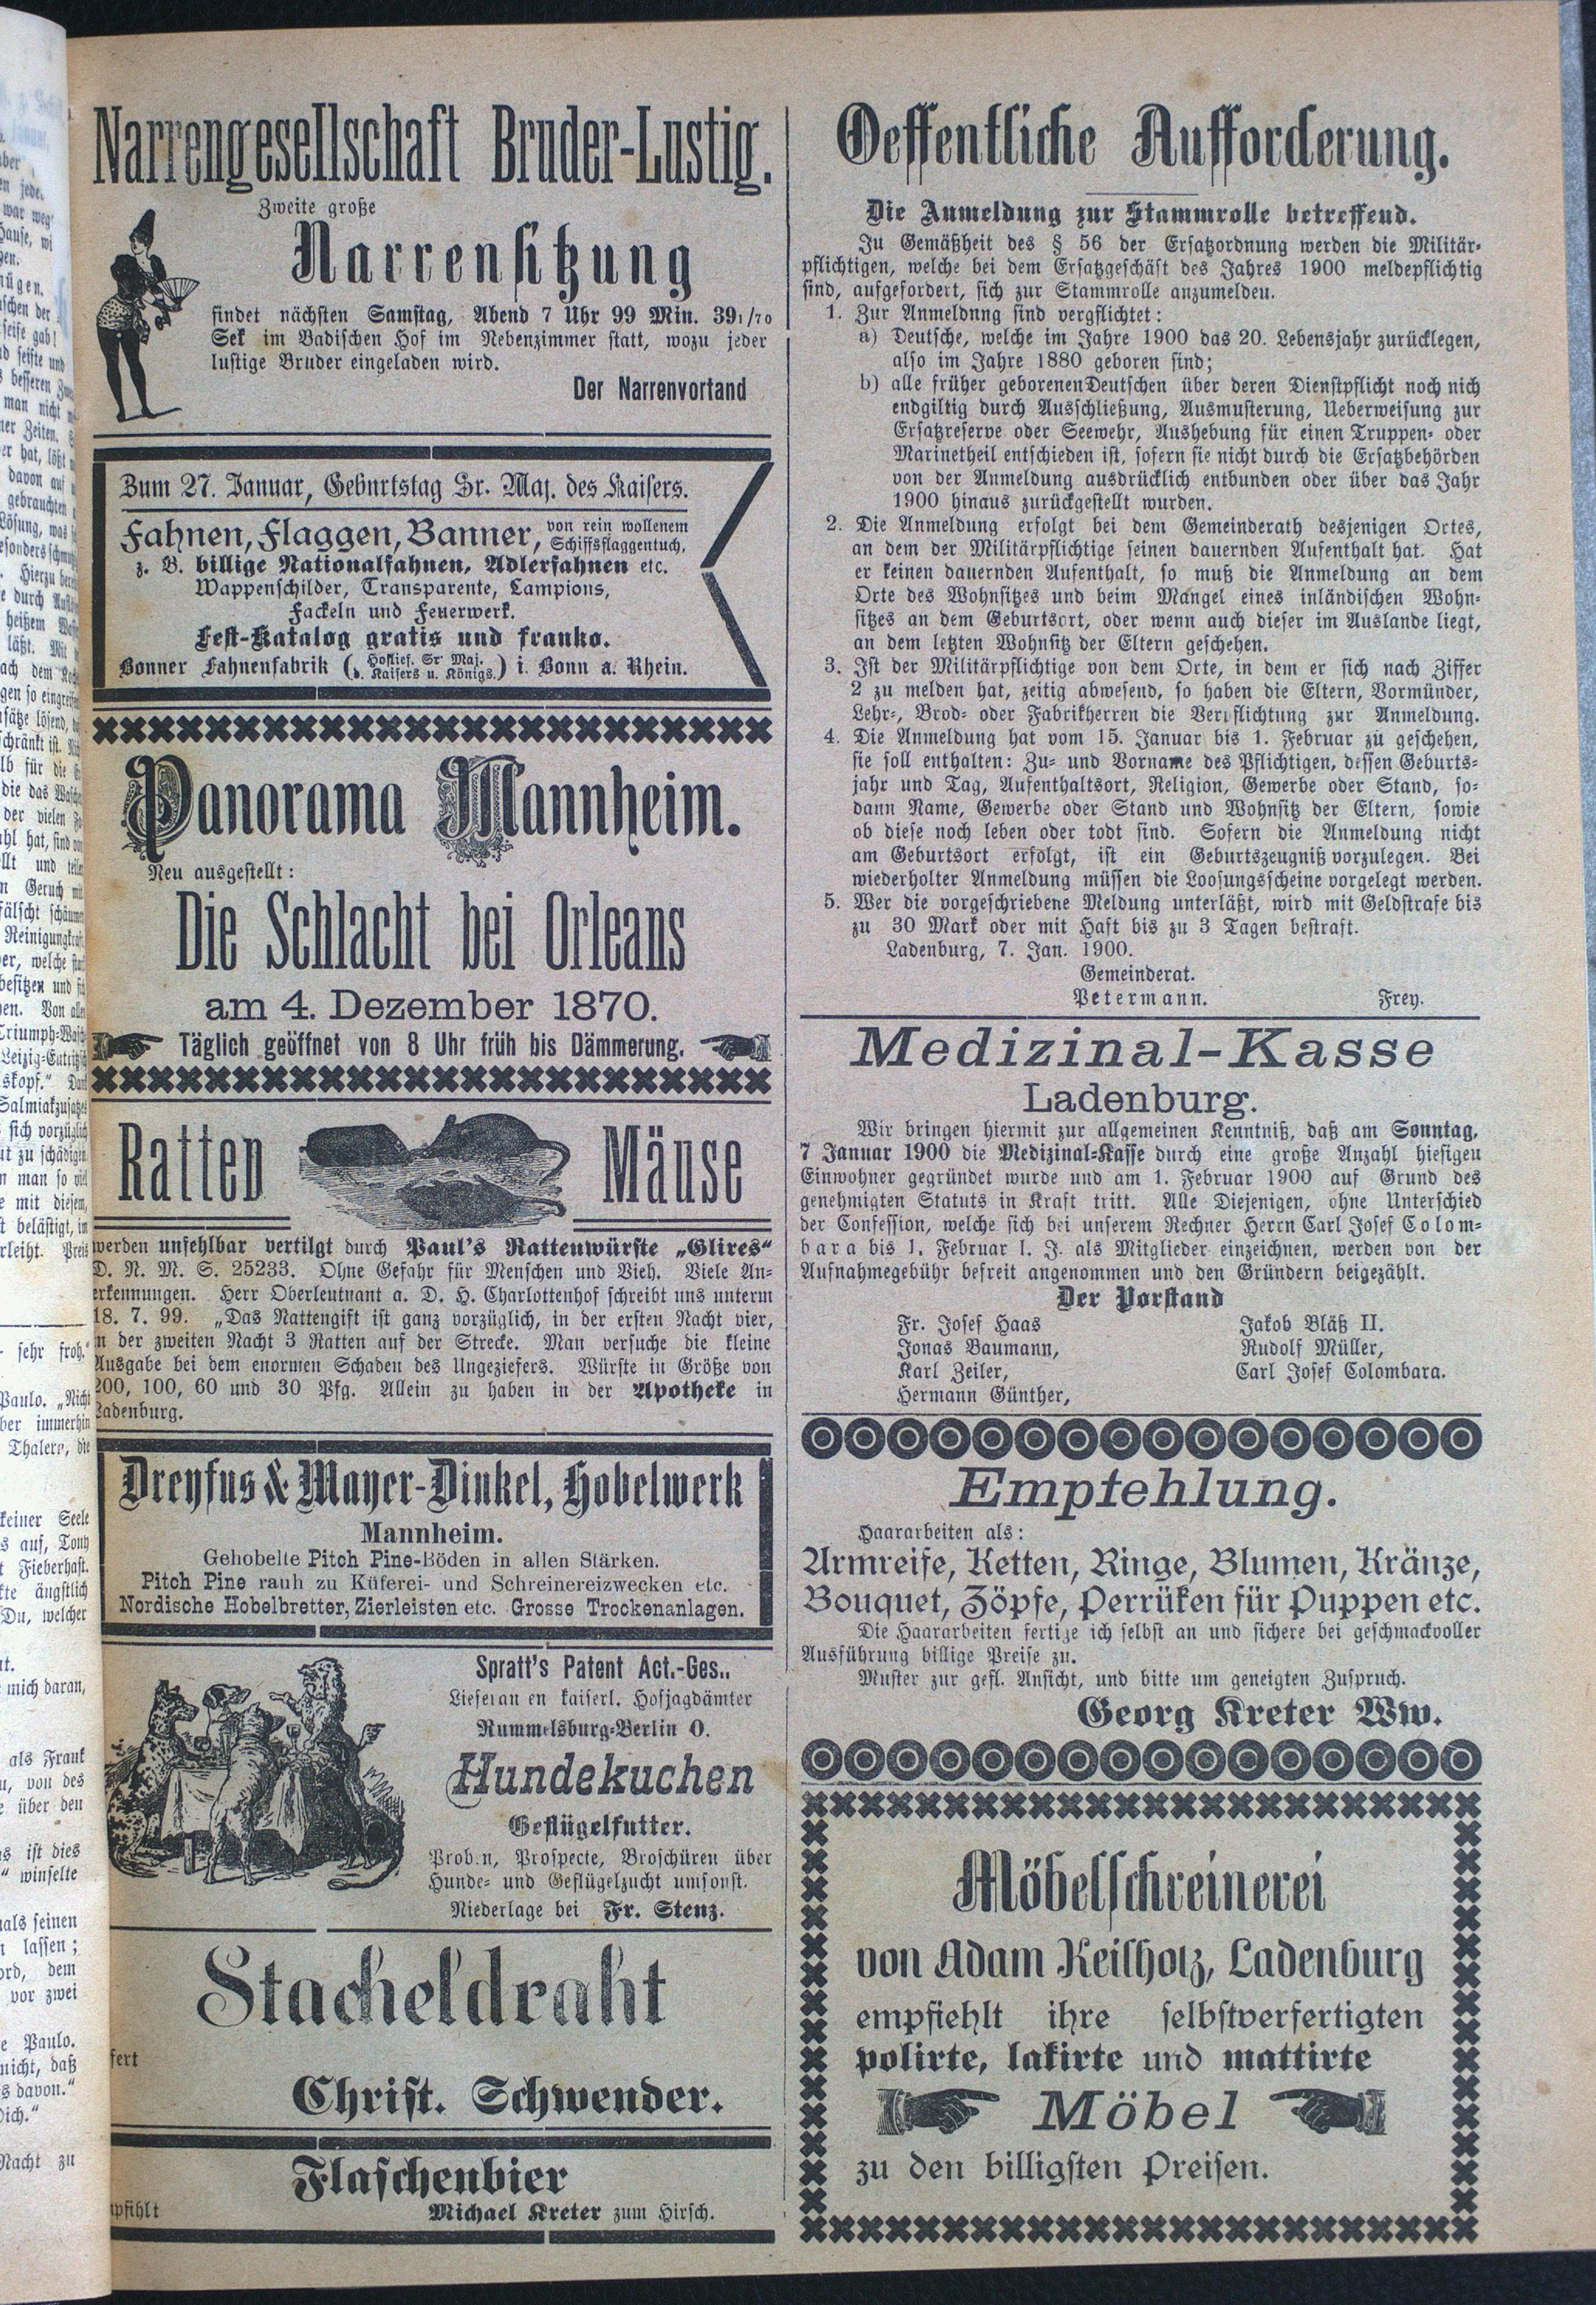 Narrengesellschaft Bruder-Lustig.
Zweite große
Narrensitzung
findet nächsten Samstag, Abend 7 Uhr 99 Min. 391/70
Sek im Badischen Hof im Nebenzimmer statt, wozu jeder
lustige Bruder eingeladen wird.
Der Narrenvortand
Zum 27. Januar, Geburtstag Sr. Maj. des Kaisers.
Fahnen, Flaggen, Banner, von rein wollenem
Schiffsflaggentuch,
z. B. billige Nationalfahnen, Adlerfahnen etc.
Wappenschilder, Transparente, Campions,
Fackeln und Feuerwerk.
Fest-Katalog gratis und franko.
Bonner Fahnenfabrik (Hoflief. Sr Maj.
d. Kaisers u. Königs.) i. Bonn a. Rhein.
Panorama Mannheim.
Neu ausgestellt:
Die Schlacht bei Orleans
am 4. Dezember 1870.
Täglich geöffnet von 8 Uhr früh bis Dämmerung.
Ratten Mäuse
werden unfehlbar vertilgt durch Paul's Rattenwürste „Glires“
D. R. M. S. 25233. Ohne Gefahr für Menschen und Vieh. Viele An-
erkennungen. Herr Oberleutnant a. D. H. Charlottenhof schreibt uns unterm
18. 7. 99. „Das Rattengift ist ganz vorzüglich, in der ersten Nacht vier,
in der zweiten Nacht 3 Ratten auf der Strecke. Man versuche die kleine
Ausgabe bei dem enormen Schaden des Ungeziefers. Würste in Größe von
200, 100, 60 und 30 Pfg. Allein zu haben in der Apotheke in
Ladenburg.
Dreyfus & Mayer-Dinkel, Hobelwerk
Mannheim.
Gehobelte Pitch Pine-Böden in allen Stärken.
Pitch Pine rauh zu Küferei- und Schreinereizwecken etc.
Nordische Hobelbretter, Zierleisten etc. Grosse Trockenanlagen.
Spratt's Patent Act.-Ges..
Lieferan en kaiserl. Hofjagdämter
Rummelsburg-Berlin O.
Hundekuchen
Geflügelfutter.
Prob.n, Prospecte, Broschüren über
Hunde- und Geflügelzucht umsonst.
Niederlage bei Fr. Stenz.
Stacheldraht
fert
Christ. Schwender.
Flaschenbier
pfihlt Michael Kreter zum Hirsch.
Oeffentliche Aufforderung.
Die Anmeldung zur Stammrolle betreffend.
In Gemäßheit des § 56 der Ersatzordnung werden die Militär-
pflichtigen, welche bei dem Ersatzgeschäft des Jahres 1900 meldepflichtig
sind, aufgefordert, sich zur Stammrolle anzumelden.
1. Zur Anmeldnng sind vergflichtet:
a) Deutsche, welche im Jahre 1900 das 20. Lebensjahr zurücklegen,
also im Jahre 1880 geboren sind;
b) alle früher geborenen Deutschen über deren Dienstpflicht noch nich
endgiltig durch Ausschließung, Ausmusterung, Ueberweisung zur
Ersatzreserve oder Seewehr, Aushebung für einen Truppen- oder
Marinetheil entschieden ist, sofern sie nicht durch die Ersatzbehörden
von der Anmeldung ausdrücklich entbunden oder über das Jahr
1900 hinaus zurückgestellt wurden.
2. Die Anmeldung erfolgt bei dem Gemeinderath desjenigen Ortes,
an dem der Militärpflichtige seinen dauernden Aufenthalt hat. Hat
er keinen dauernden Aufenthalt, so muß die Anmeldung an dem
Orte des Wohnsitzes und beim Mangel eines inländischen Wohn-
sitzes an dem Geburtsort, oder wenn auch dieser im Auslande liegt,
an dem letzten Wohnsitz der Eltern geschehen.
3. Ist der Militärpflichtige von dem Orte, in dem er sich nach Ziffer
2 zu melden hat, zeitig abwesend, so haben die Eltern, Vormünder,
Lehr-, Brod- oder Fabrikherren die Verpflichtung zur Anmeldung.
4. Die Anmeldung hat vom 15. Januar bis 1. Februar zu geschehen,
sie soll enthalten: Zu- und Vorname des Pflichtigen, dessen Geburts-
jahr und Tag, Aufenthaltsort, Religion, Gewerbe oder Stand, so-
dann Name, Gewerbe oder Stand und Wohnsitz der Eltern, sowie
ob diese noch leben oder todt sind. Sofern die Anmeldung nicht
am Geburtsort erfolgt, ist ein Geburtszeugniß vorzulegen. Bei
wiederholter Anmeldung müssen die Loosungsscheine vorgelegt werden.
5. Wer die vorgeschriebene Meldung unterläßt, wird mit Geldstrafe bis
zu 30 Mark oder mit Haft bis zu 3 Tagen bestraft.
Ladenburg, 7. Jan. 1900.
Gemeinderat.
Petermann. Frey.
Medizinal-Kasse
Ladenburg.
Wir bringen hiermit zur allgemeinen Kenntniß, daß am Sonntag,
7 Januar 1900 die Medizinal-Kasse durch eine große Anzahl hiesigen
Einwohner gegründet wurde und am 1. Februar 1900 auf Grund des
genehmigten Statuts in Kraft tritt. Alle Diejenigen, ohne Unterschied
der Confession, welche sich bei unserem Rechner Herrn Carl Josef Colom-
bara bis 1. Februar l. J. als Mitglieder einzeichnen, werden von der
Aufnahmegebühr befreit angenommen und den Gründern beigezählt.
Der Vorstand
Fr. Josef Haas Jakob Bläß II.
Jonas Baumann, Rudolf Müller,
Karl Zeiler, Carl Josef Colombara.
Hermann Günther,
Empfehlung.
Haararbeiten als:
Armreife, Ketten, Ringe, Blumen, Kränze,
Bouquet, Zöpfe, Perrüken für Puppen etc.
Die Haararbeiten fertige ich selbst an und sichere bei geschmackvoller
Ausführung billige Preise zu.
Muster zur gefl. Ansicht, und bitte um geneigten Zuspruch.
Georg Kreter Ww.
Möbelschreinerei
von Adam Keilholz, Ladenburg
empfiehlt ihre selbstverfertigten
polirte, lakirte und mattirte
Möbel
zu den billigsten Preisen.